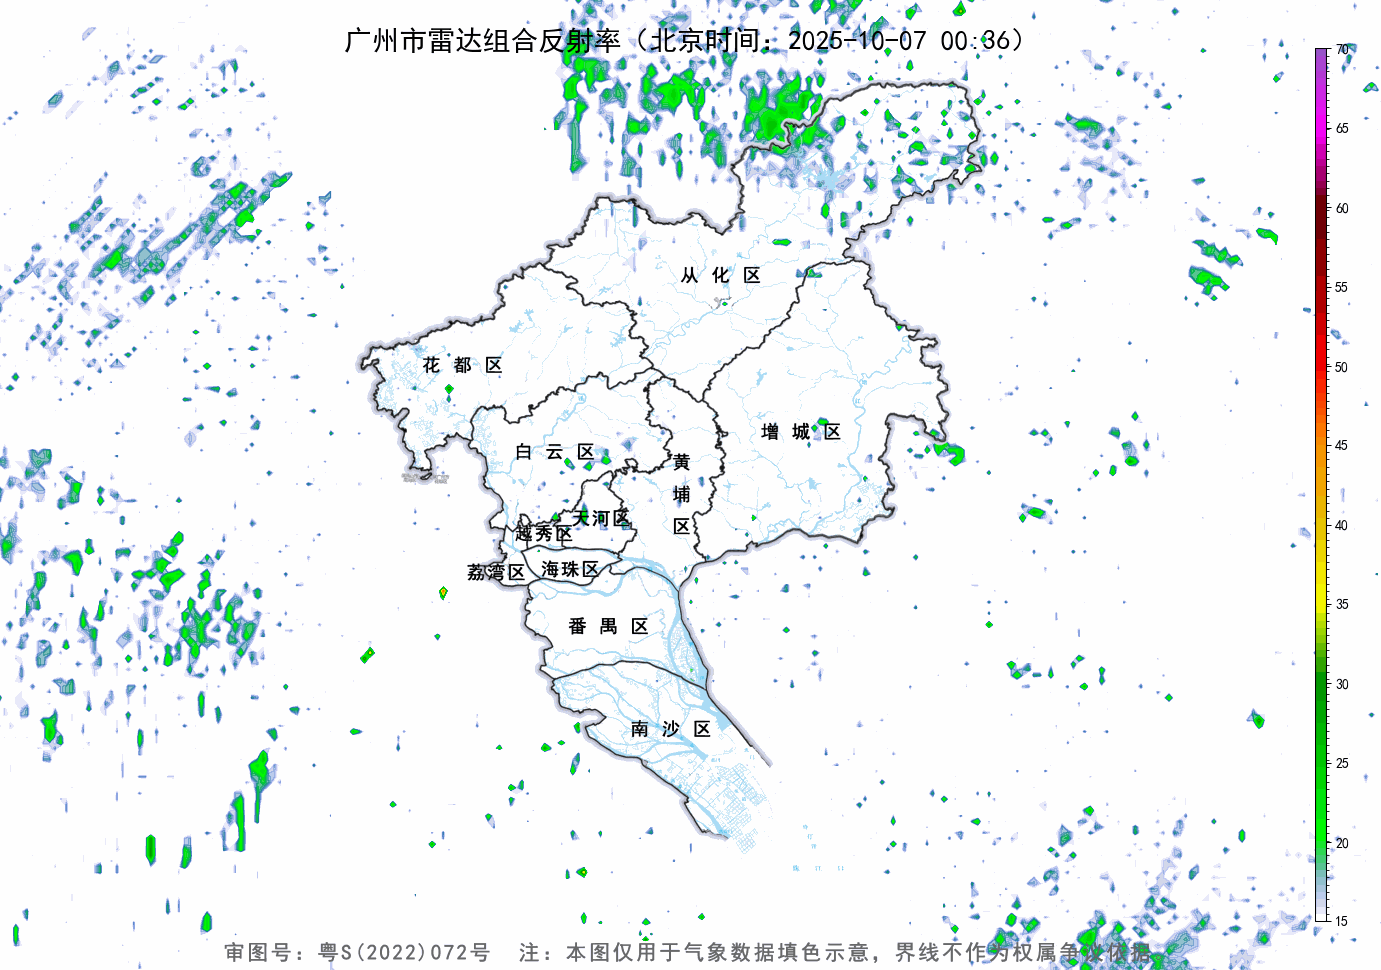 广州市雷达组合反射率（北京时间：2025-10-07 00:36）
70
65
60
55
50
45
40
35
30
25
20
15
从化区
花都区
增城区
白云区
黄埔区
天河区
越秀区
荔湾区
海珠区
番禺区
南沙区
审图号：粤S(2022)072号 注：本图仅用于气象数据填色示意，界线不作为权属争议依据